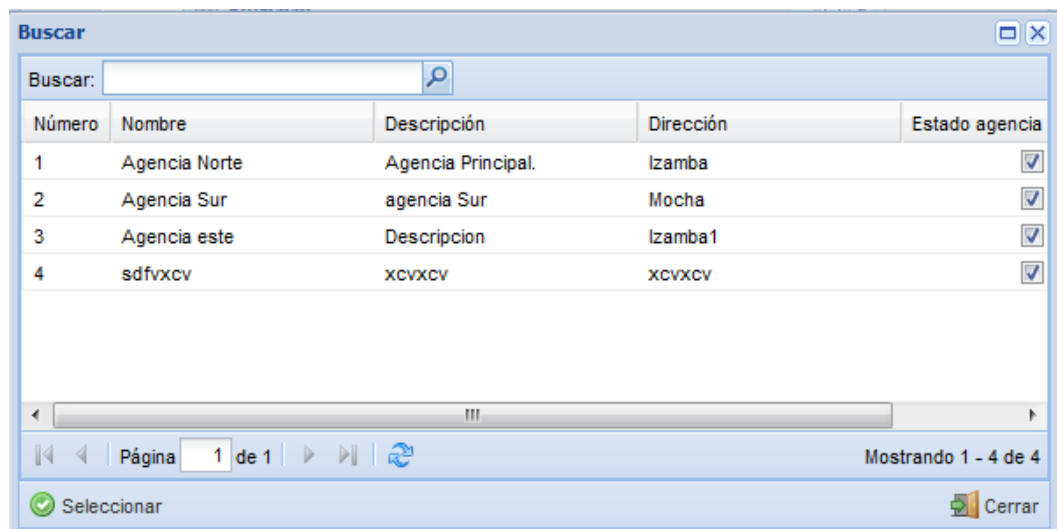 Buscar
Buscar:
Número Nombre Descripción Dirección Estado agencia
1 Agencia Norte Agencia Principal. Izamba
2 Agencia Sur agencia Sur Mocha
3 Agencia este Descripcion Izamba1
4 sdfvxcv xcvxcv xcvxcv
Página 1 de 1 Mostrando 1 - 4 de 4
Seleccionar Cerrar